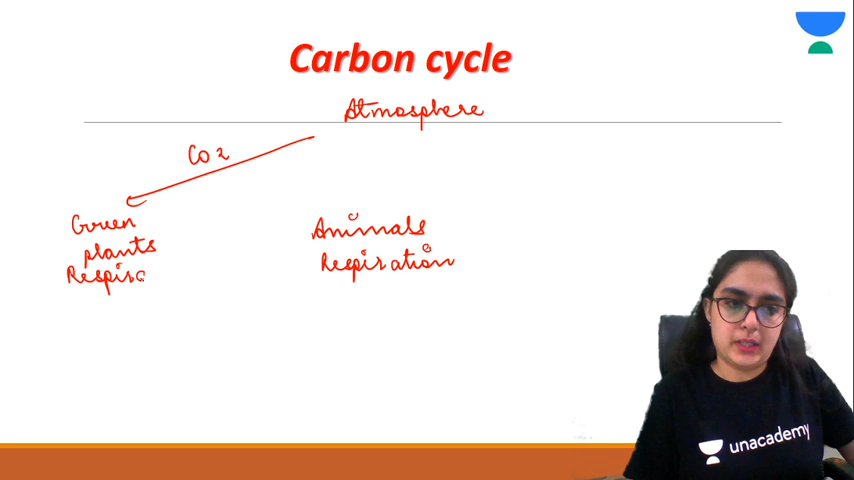 Carbon cycle
Atmosphere
CO2
Green
plants
Respira
Animals
Respiration
unacademy